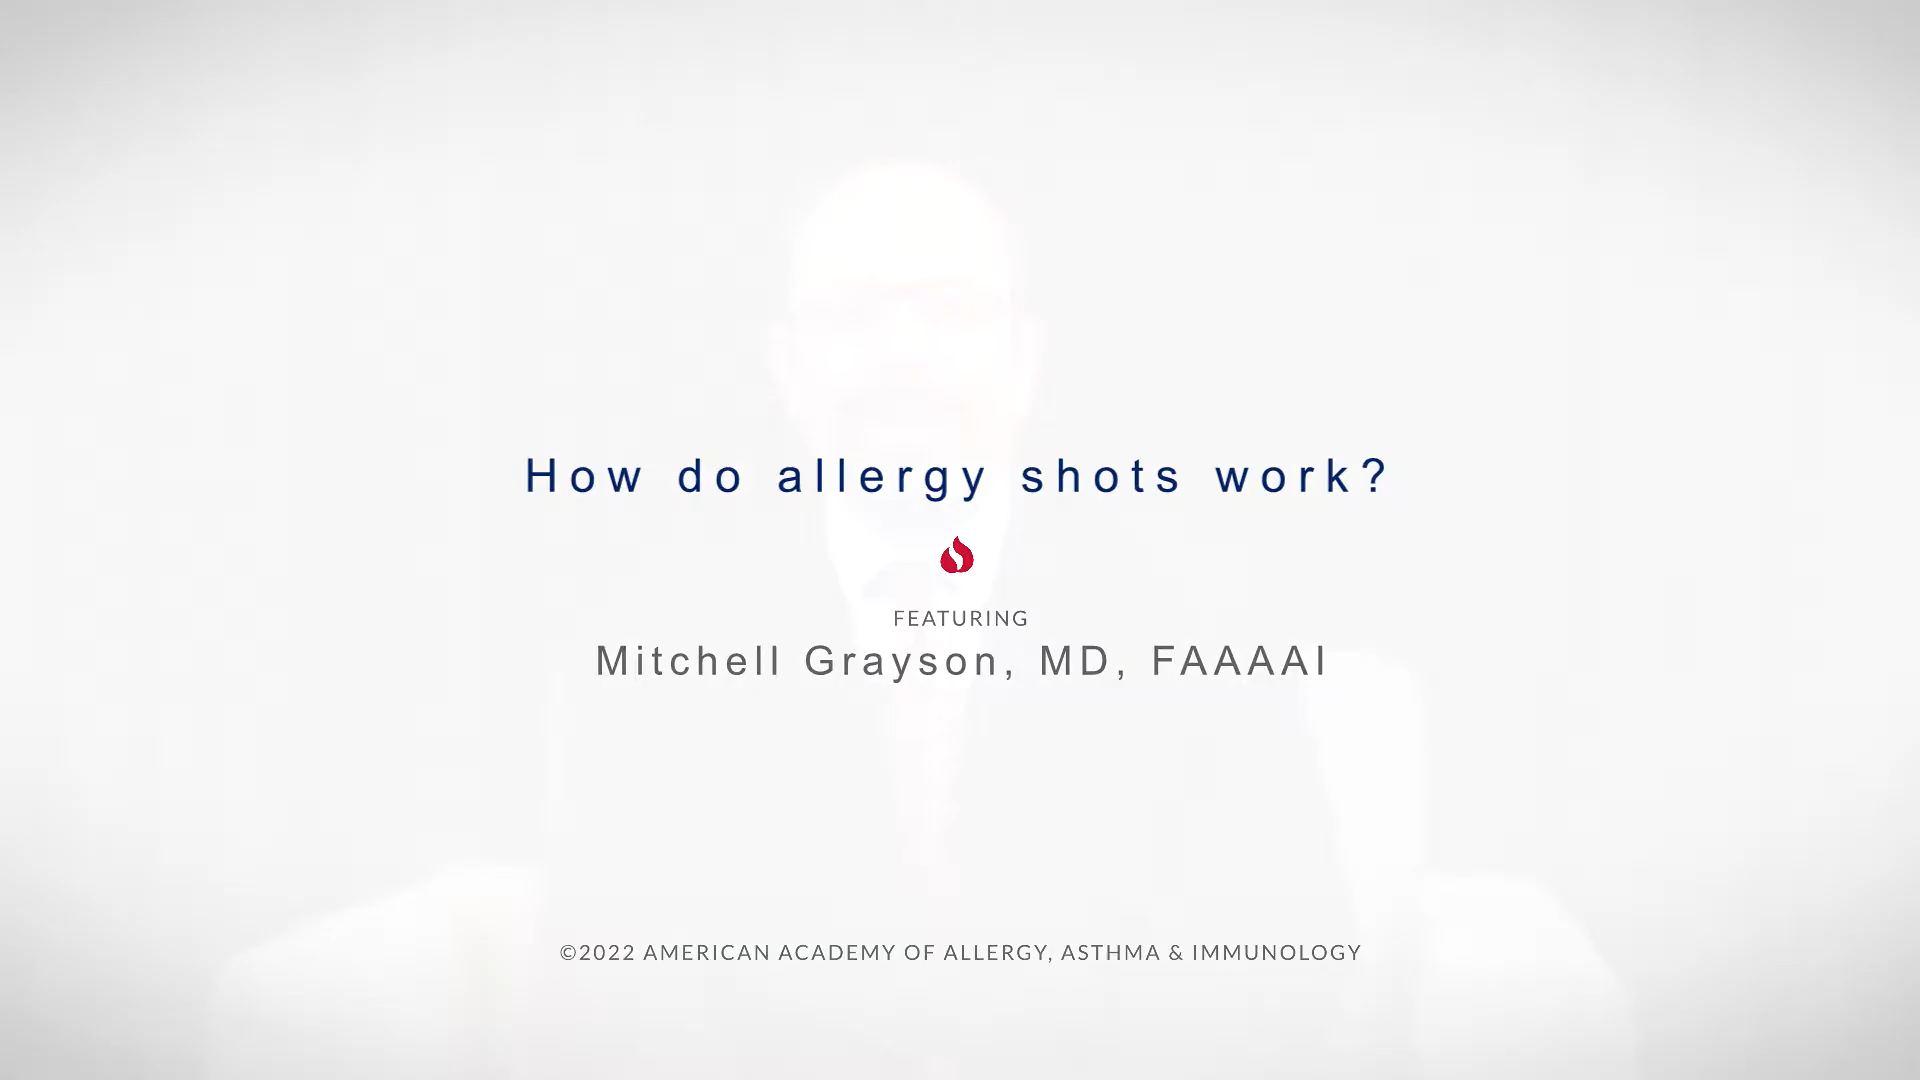 How do allergy shots work?
FEATURING
Mitchell Grayson, MD, FAAAAI
©2022 AMERICAN ACADEMY OF ALLERGY, ASTHMA & IMMUNOLOGY